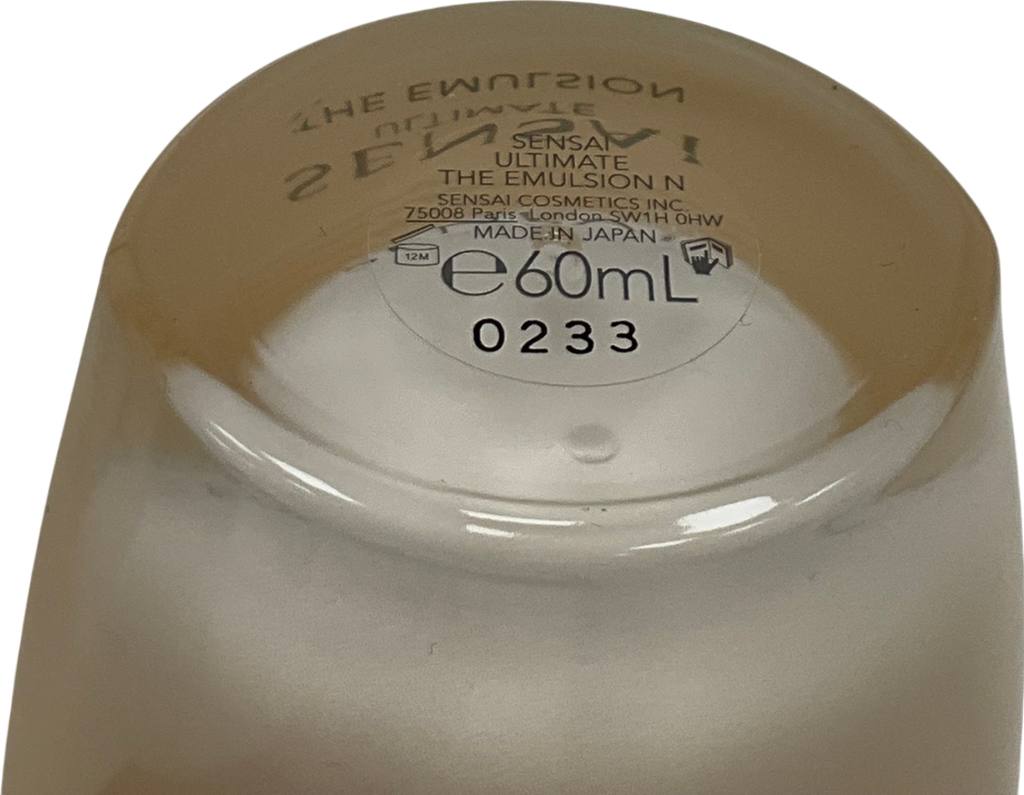 THE EMULSION
ULTIMATE
SENSAI
SENSAI
ULTIMATE
THE EMULSION N
SENSAI COSMETICS INC.
75008 Paris - London SW1H 0HW
MADE IN JAPAN
12M
e60mL
0233